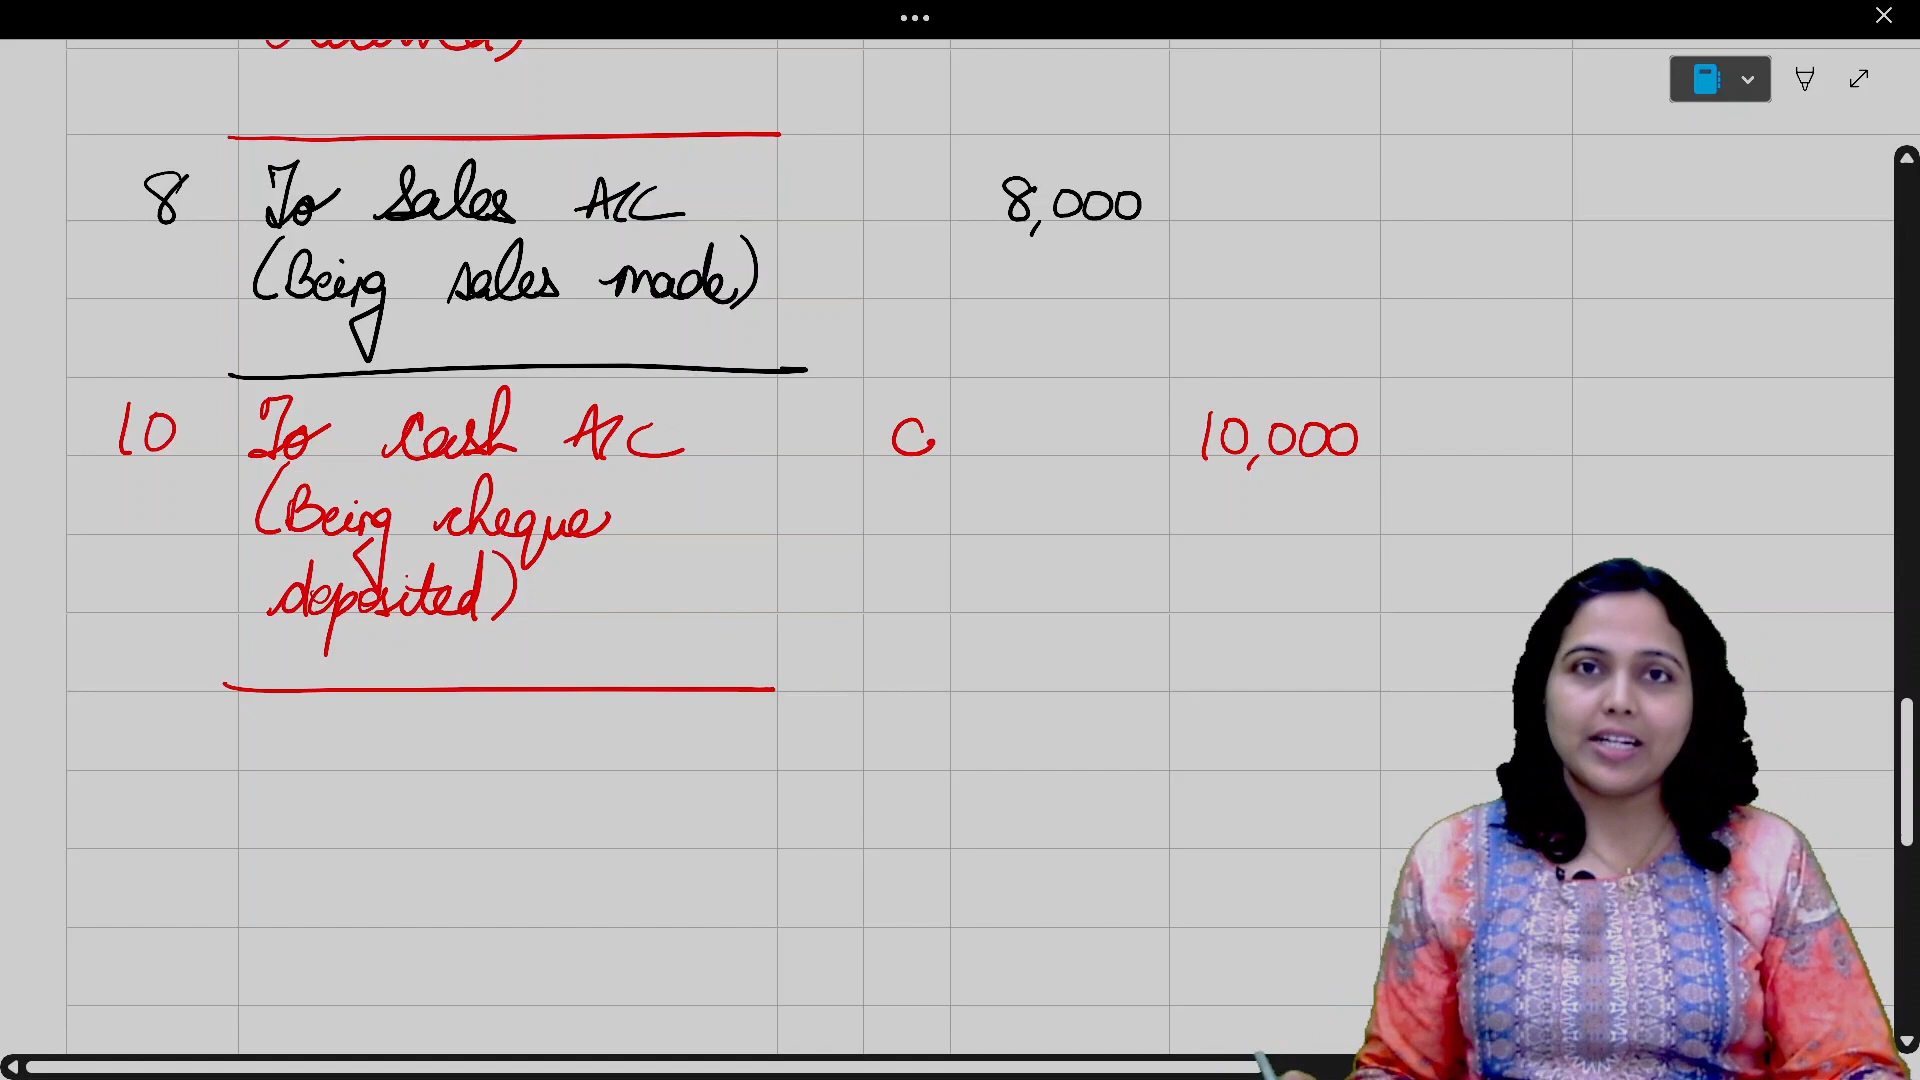 8 To Sales A/C 8,000
(Being sales made)
10 To cash A/C C 10,000
(Being cheque
deposited)